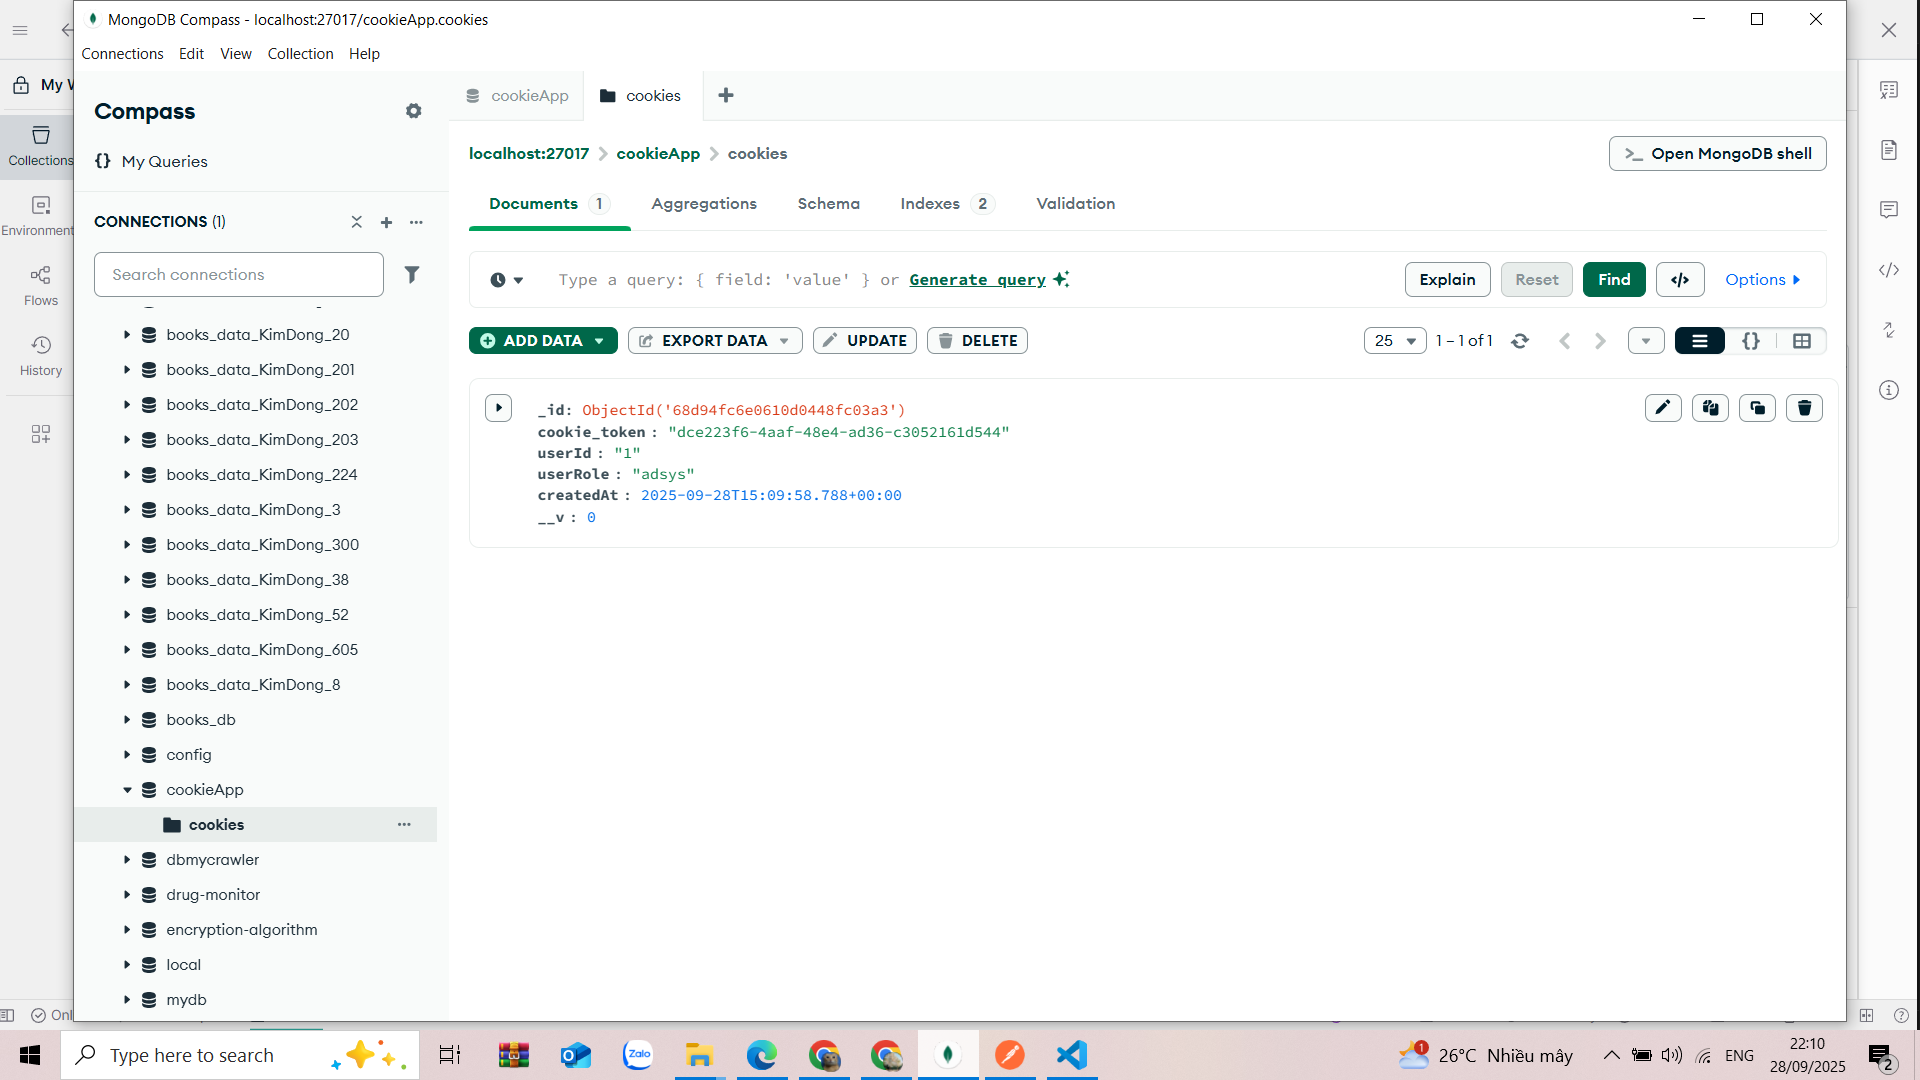 MongoDB Compass - localhost:27017/cookieApp.cookies
Connections Edit View Collection Help
My W
Collections
Environment
Flows
History
Compass
{} My Queries
CONNECTIONS (1)
Search connections
books_data_KimDong_20
books_data_KimDong_201
books_data_KimDong_202
books_data_KimDong_203
books_data_KimDong_224
books_data_KimDong_3
books_data_KimDong_300
books_data_KimDong_38
books_data_KimDong_52
books_data_KimDong_605
books_data_KimDong_8
books_db
config
cookieApp
cookies
dbmycrawler
drug-monitor
encryption-algorithm
local
mydb
cookieApp cookies
localhost:27017 > cookieApp > cookies
>_ Open MongoDB shell
Documents 1 Aggregations Schema Indexes 2 Validation
Type a query: { field: 'value' } or Generate query
Explain Reset Find </> Options
ADD DATA EXPORT DATA UPDATE DELETE
25 1 – 1 of 1 {}
_id: ObjectId('68d94fc6e0610d0448fc03a3')
cookie_token : "dce223f6-4aaf-48e4-ad36-c3052161d544"
userId : "1"
userRole : "adsys"
createdAt : 2025-09-28T15:09:58.788+00:00
__v : 0
Onl
Type here to search
Zalo
1
26°C Nhiều mây
ENG
22:10
28/09/2025
2